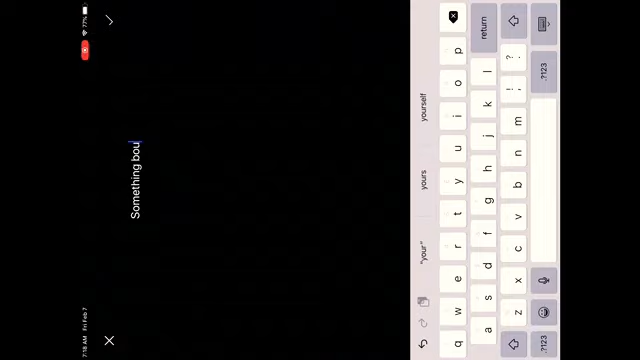 7:18 AM Fri Feb 7
77%
Something bou
"your"
yours
yourself
q w e r t y u i o p
a s d f g h j k l return
z x c v b n m ! , ? .
.?123
.?123